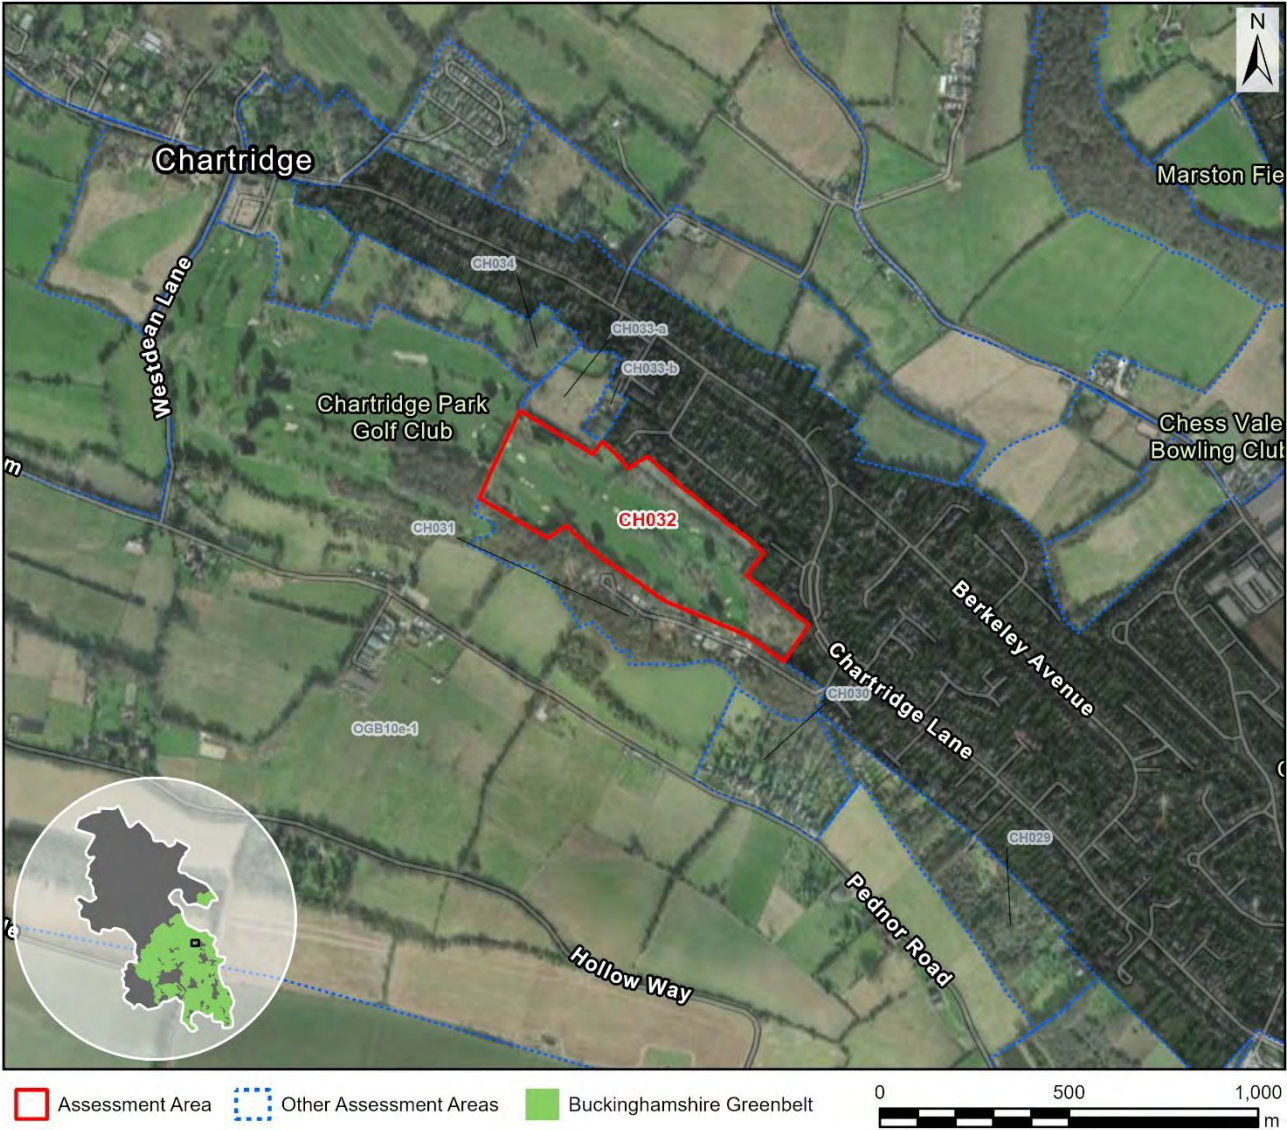 N
Chartridge
Marston Fie
Westdean Lane
CH034
CH033-a
CH033-b
Chartridge Park
Golf Club
Chess Vale
Bowling Club
m
CH032
CH031
Berkeley Avenue
Chartridge Lane
CH030
OGB10e-1
CH029
Pednor Road
Hollow Way
Assessment Area
Other Assessment Areas
Buckinghamshire Greenbelt
0
500
1,000
m